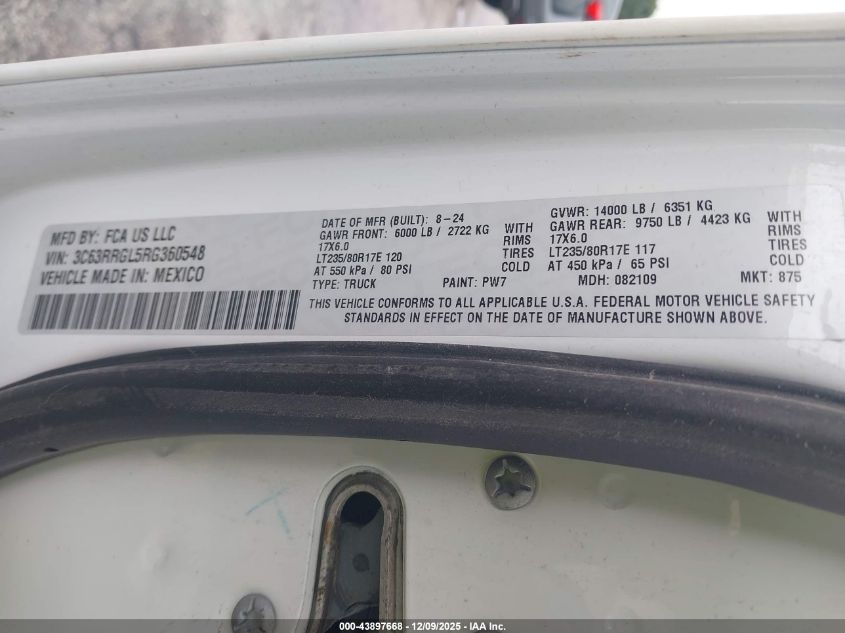 MFD BY: FCA US LLC
VIN: 3C63RRGL5RG360548
VEHICLE MADE IN: MEXICO
DATE OF MFR (BUILT): 8-24
GAWR FRONT: 6000 LB / 2722 KG WITH
17X6.0 RIMS
LT235/80R17E 120 TIRES
AT 550 kPa / 80 PSI COLD
TYPE: TRUCK PAINT: PW7
GVWR: 14000 LB / 6351 KG
GAWR REAR: 9750 LB / 4423 KG WITH
17X6.0 RIMS
LT235/80R17E 117 TIRES
AT 450 kPa / 65 PSI COLD
MDH: 082109 MKT: 875
THIS VEHICLE CONFORMS TO ALL APPLICABLE U.S.A. FEDERAL MOTOR VEHICLE SAFETY
STANDARDS IN EFFECT ON THE DATE OF MANUFACTURE SHOWN ABOVE.
000-43897668 - 12/09/2025 - IAA Inc.